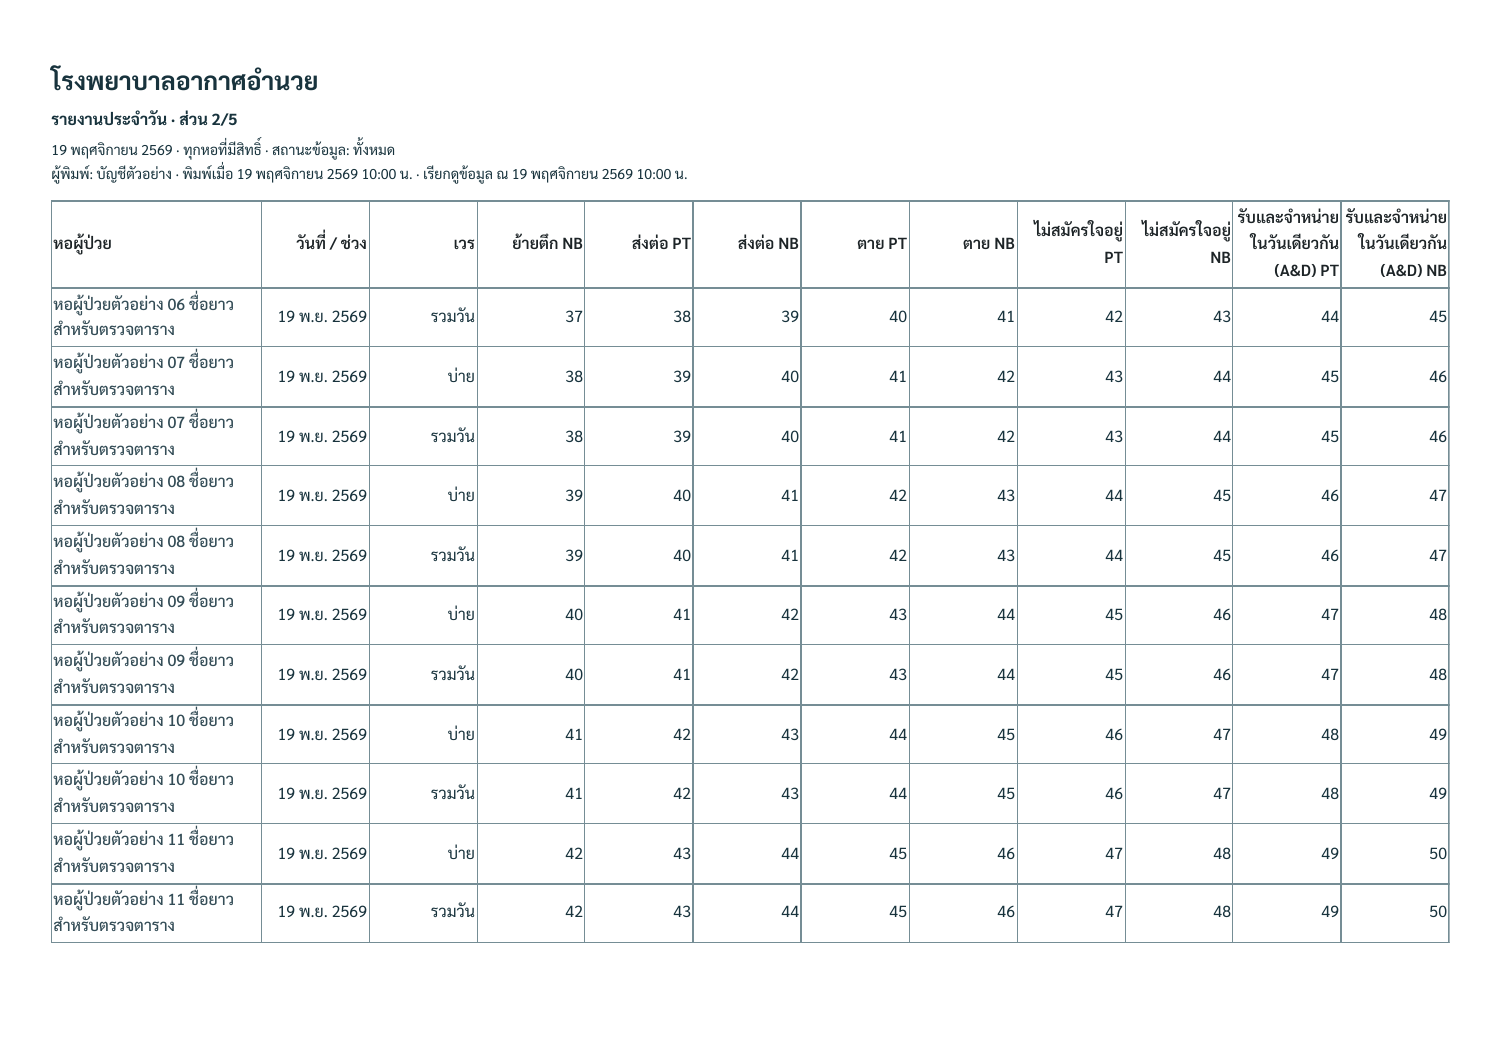 โรงพยาบาลอากาศอำนวย
รายงานประจำวัน · ส่วน 2/5
19 พฤศจิกายน 2569 · ทุกหอที่มีสิทธิ์ · สถานะข้อมูล: ทั้งหมด
ผู้พิมพ์: บัญชีตัวอย่าง · พิมพ์เมื่อ 19 พฤศจิกายน 2569 10:00 น. · เรียกดูข้อมูล ณ 19 พฤศจิกายน 2569 10:00 น.
หอผู้ป่วย วันที่ / ช่วง เวร ย้ายตึก NB ส่งต่อ PT ส่งต่อ NB ตาย PT ตาย NB ไม่สมัครใจอยู่ PT ไม่สมัครใจอยู่ NB รับและจำหน่ายในวันเดียวกัน (A&D) PT รับและจำหน่ายในวันเดียวกัน (A&D) NB
หอผู้ป่วยตัวอย่าง 06 ชื่อยาว
สำหรับตรวจตาราง 19 พ.ย. 2569 รวมวัน 37 38 39 40 41 42 43 44 45
หอผู้ป่วยตัวอย่าง 07 ชื่อยาว
สำหรับตรวจตาราง 19 พ.ย. 2569 บ่าย 38 39 40 41 42 43 44 45 46
หอผู้ป่วยตัวอย่าง 07 ชื่อยาว
สำหรับตรวจตาราง 19 พ.ย. 2569 รวมวัน 38 39 40 41 42 43 44 45 46
หอผู้ป่วยตัวอย่าง 08 ชื่อยาว
สำหรับตรวจตาราง 19 พ.ย. 2569 บ่าย 39 40 41 42 43 44 45 46 47
หอผู้ป่วยตัวอย่าง 08 ชื่อยาว
สำหรับตรวจตาราง 19 พ.ย. 2569 รวมวัน 39 40 41 42 43 44 45 46 47
หอผู้ป่วยตัวอย่าง 09 ชื่อยาว
สำหรับตรวจตาราง 19 พ.ย. 2569 บ่าย 40 41 42 43 44 45 46 47 48
หอผู้ป่วยตัวอย่าง 09 ชื่อยาว
สำหรับตรวจตาราง 19 พ.ย. 2569 รวมวัน 40 41 42 43 44 45 46 47 48
หอผู้ป่วยตัวอย่าง 10 ชื่อยาว
สำหรับตรวจตาราง 19 พ.ย. 2569 บ่าย 41 42 43 44 45 46 47 48 49
หอผู้ป่วยตัวอย่าง 10 ชื่อยาว
สำหรับตรวจตาราง 19 พ.ย. 2569 รวมวัน 41 42 43 44 45 46 47 48 49
หอผู้ป่วยตัวอย่าง 11 ชื่อยาว
สำหรับตรวจตาราง 19 พ.ย. 2569 บ่าย 42 43 44 45 46 47 48 49 50
หอผู้ป่วยตัวอย่าง 11 ชื่อยาว
สำหรับตรวจตาราง 19 พ.ย. 2569 รวมวัน 42 43 44 45 46 47 48 49 50